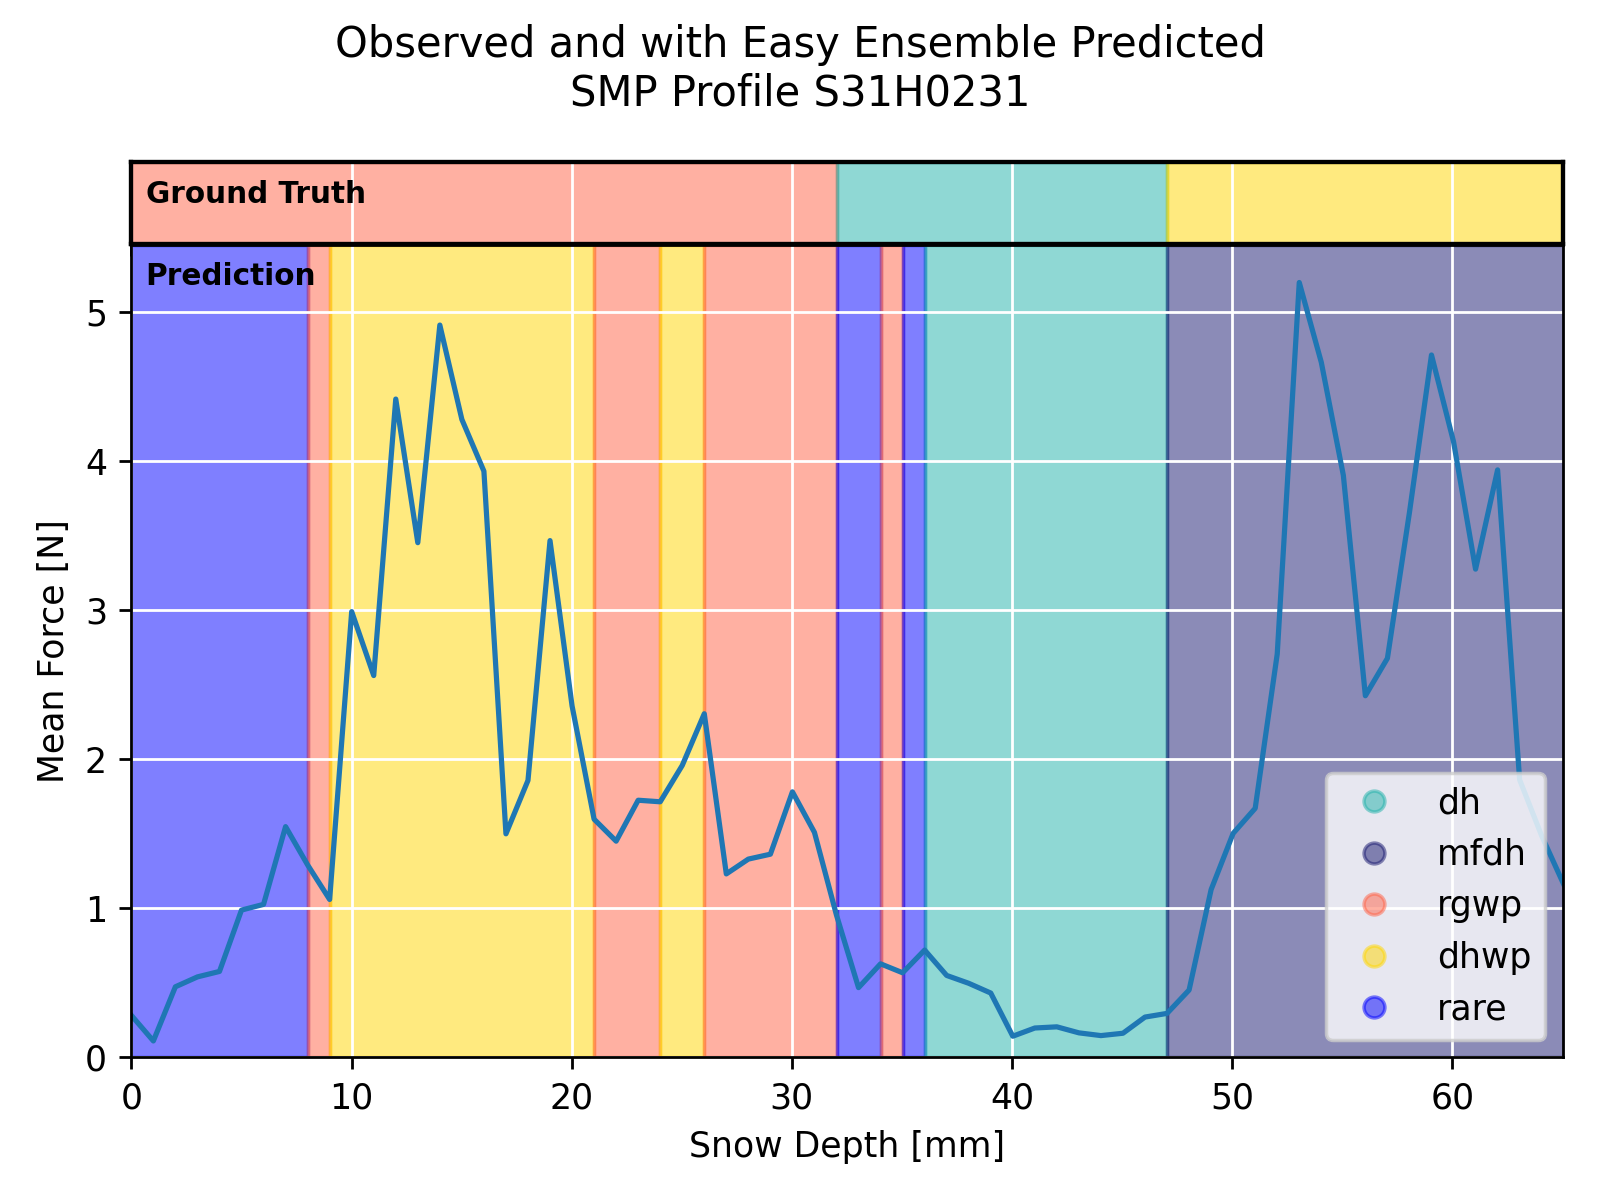 Observed and with Easy Ensemble Predicted
SMP Profile S31H0231
Ground Truth
Prediction
5
4
3
2
1
0
Mean Force [N]
dh
mfdh
rgwp
dhwp
rare
0 10 20 30 40 50 60
Snow Depth [mm]